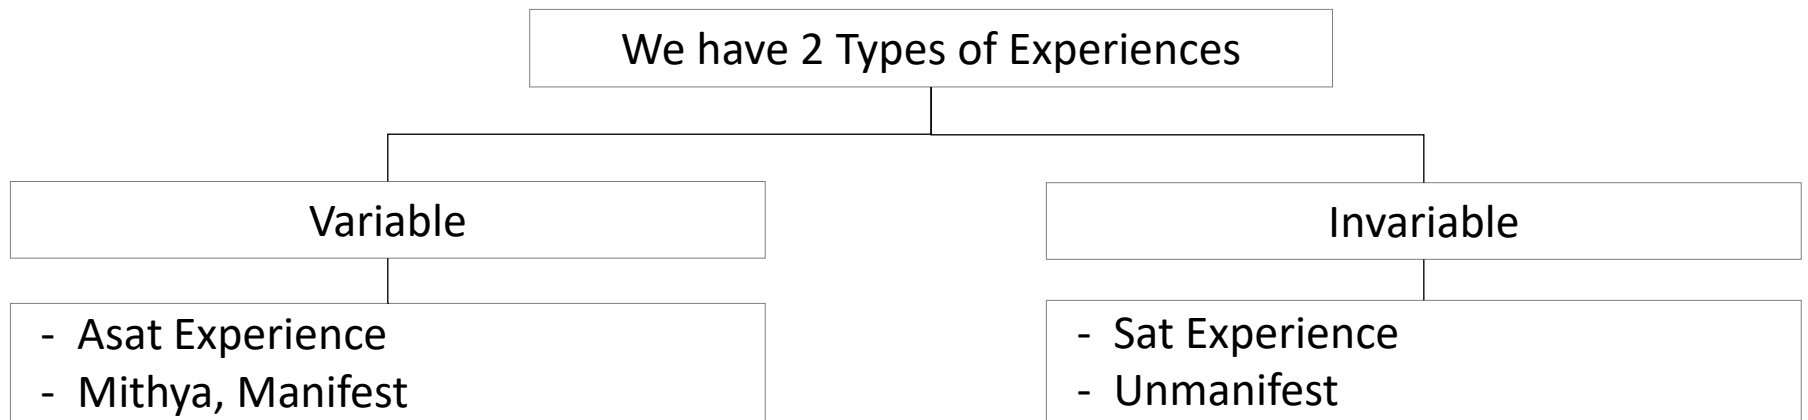 We have 2 Types of Experiences
Variable
Invariable
- Asat Experience
- Mithya, Manifest
- Sat Experience
- Unmanifest